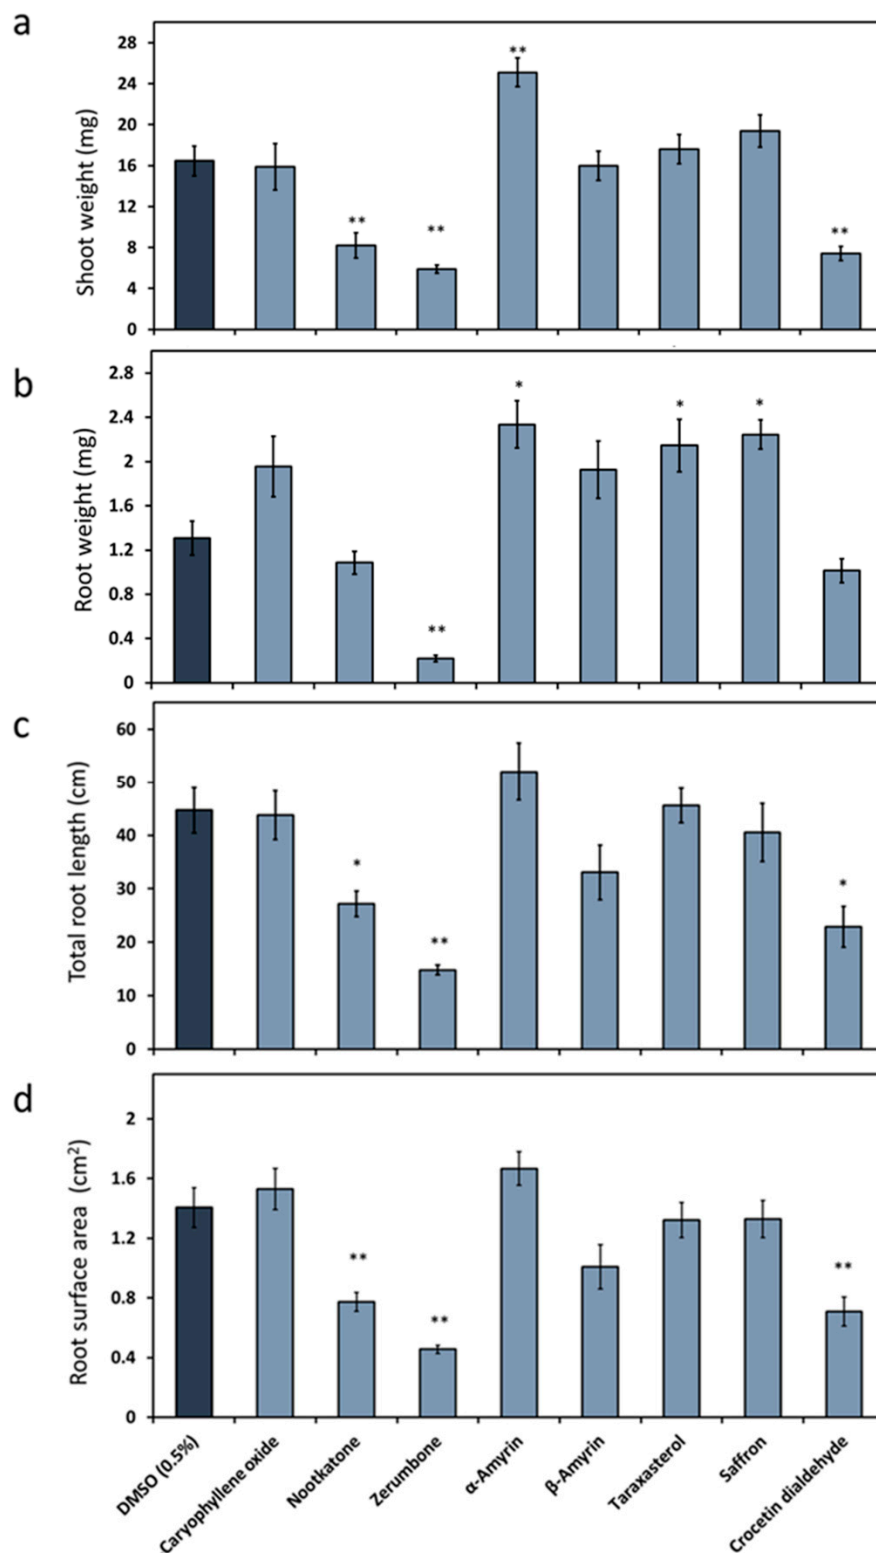 a
Shoot weight (mg)
28
24
20
16
12
8
4
0
**
**
**
**
b
Root weight (mg)
2.8
2.4
2
1.6
1.2
0.8
0.4
0
**
*
*
*
c
Total root length (cm)
60
50
40
30
20
10
0
*
**
*
d
Root surface area (cm²)
2
1.6
1.2
0.8
0.4
0
**
**
**
DMSO (0.5%)
Caryophyllene oxide
Nootkatone
Zerumbone
α-Amyrin
β-Amyrin
Taraxasterol
Saffron
Crocetin dialdehyde